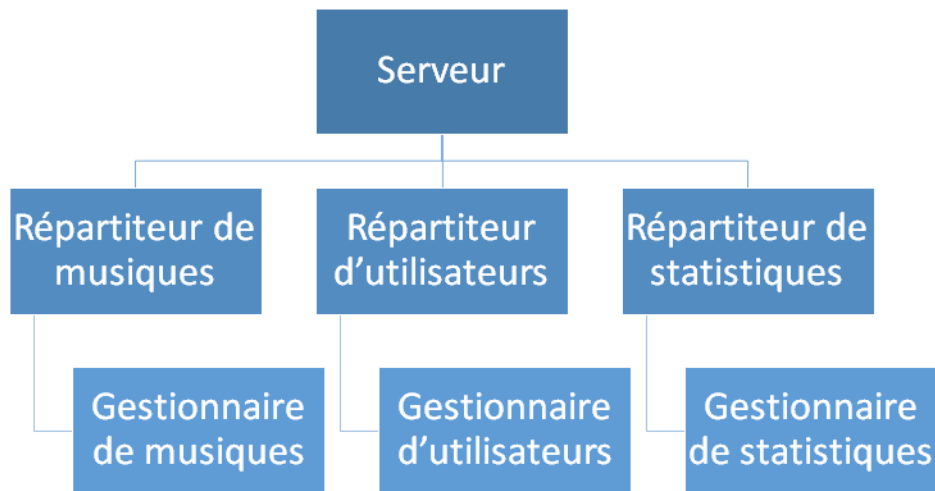 Serveur
Répartiteur de
musiques
Répartiteur
d’utilisateurs
Répartiteur de
statistiques
Gestionnaire
de musiques
Gestionnaire
d’utilisateurs
Gestionnaire
de statistiques